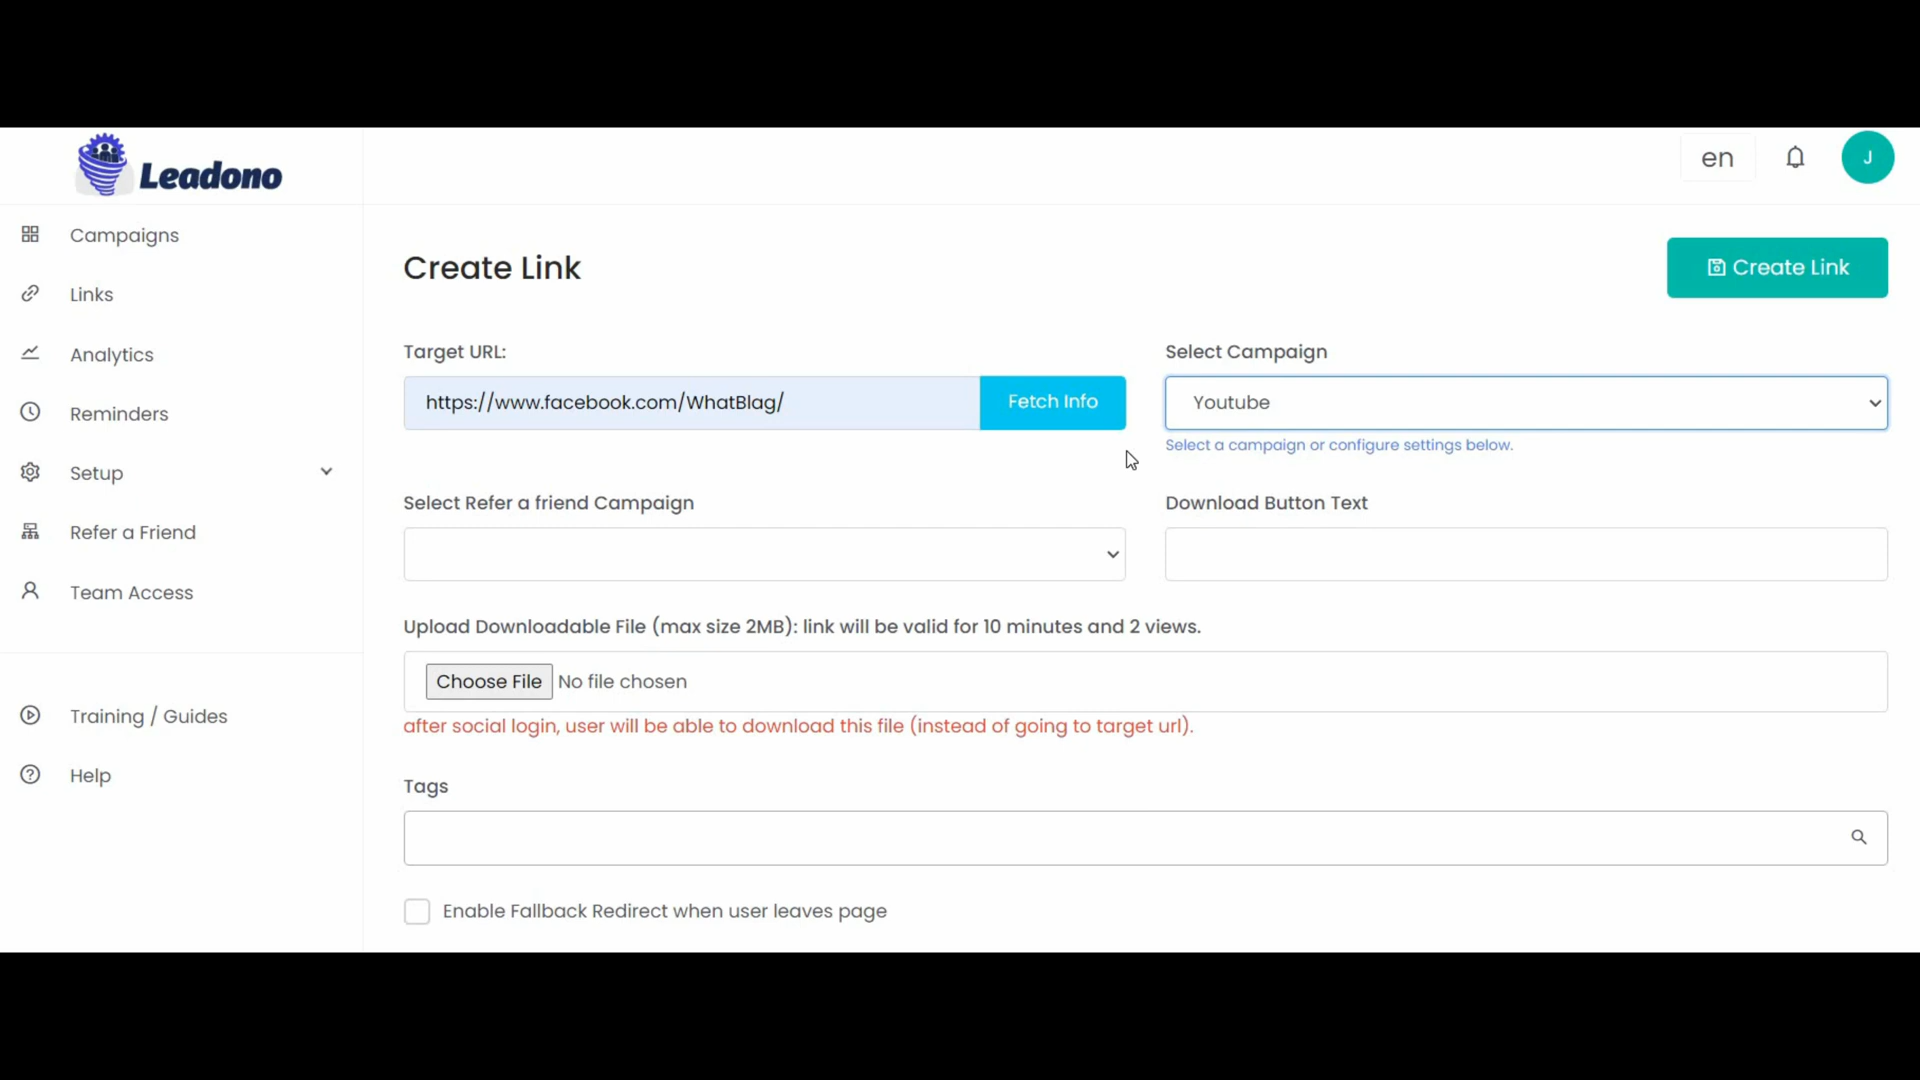 Leadono
en
J
Campaigns
Links
Analytics
Reminders
Setup
Refer a Friend
Team Access
Training / Guides
Help
Create Link
Create Link
Target URL:
https://www.facebook.com/WhatBlag/
Fetch Info
Select Campaign
Youtube
Select a campaign or configure settings below.
Select Refer a friend Campaign
Download Button Text
Upload Downloadable File (max size 2MB): link will be valid for 10 minutes and 2 views.
Choose File No file chosen
after social login, user will be able to download this file (instead of going to target url).
Tags
Enable Fallback Redirect when user leaves page